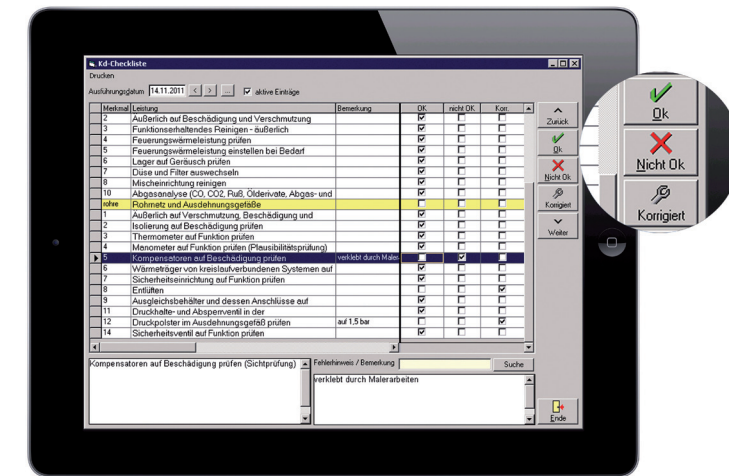 Kd-Checkliste
Drucken
Ausführungsdatum 14.11.2011 < > ... aktive Einträge
Merkmal Leistung Bemerkung OK nicht OK Korr.
2 Äußerlich auf Beschädigung und Verschmutzung
3 Funktionserhaltendes Reinigen - äußerlich
4 Feuerungswärmeleistung prüfen
5 Feuerungswärmeleistung einstellen bei Bedarf
6 Lager auf Geräusch prüfen
7 Düse und Filter auswechseln
8 Mischeinrichtung reinigen
10 Abgasanalyse (CO, CO2, Ruß, Ölderivate, Abgas- und
rohre Rohrnetz und Ausdehnungsgefäße
1 Äußerlich auf Verschmutzung, Beschädigung und
2 Isolierung auf Beschädigung prüfen
3 Thermometer auf Funktion prüfen
4 Manometer auf Funktion prüfen (Plausibilitätsprüfung)
5 Kompensatoren auf Beschädigung prüfen verklebt durch Maler-
6 Wärmeträger von kreislaufverbundenen Systemen auf
7 Sicherheitseinrichtung auf Funktion prüfen
8 Entlüften
9 Ausgleichsbehälter und dessen Anschlüsse auf
11 Druckhalte- und Absperrventil in der
12 Druckpolster im Ausdehnungsgefäß prüfen auf 1,5 bar
14 Sicherheitsventil auf Funktion prüfen
Zurück
Ok
Nicht Ok
Korrigiert
Weiter
Kompensatoren auf Beschädigung prüfen (Sichtprüfung)
Fehlerhinweis / Bemerkung Suche
verklebt durch Malerarbeiten
Ende
Ok
Nicht Ok
Korrigiert